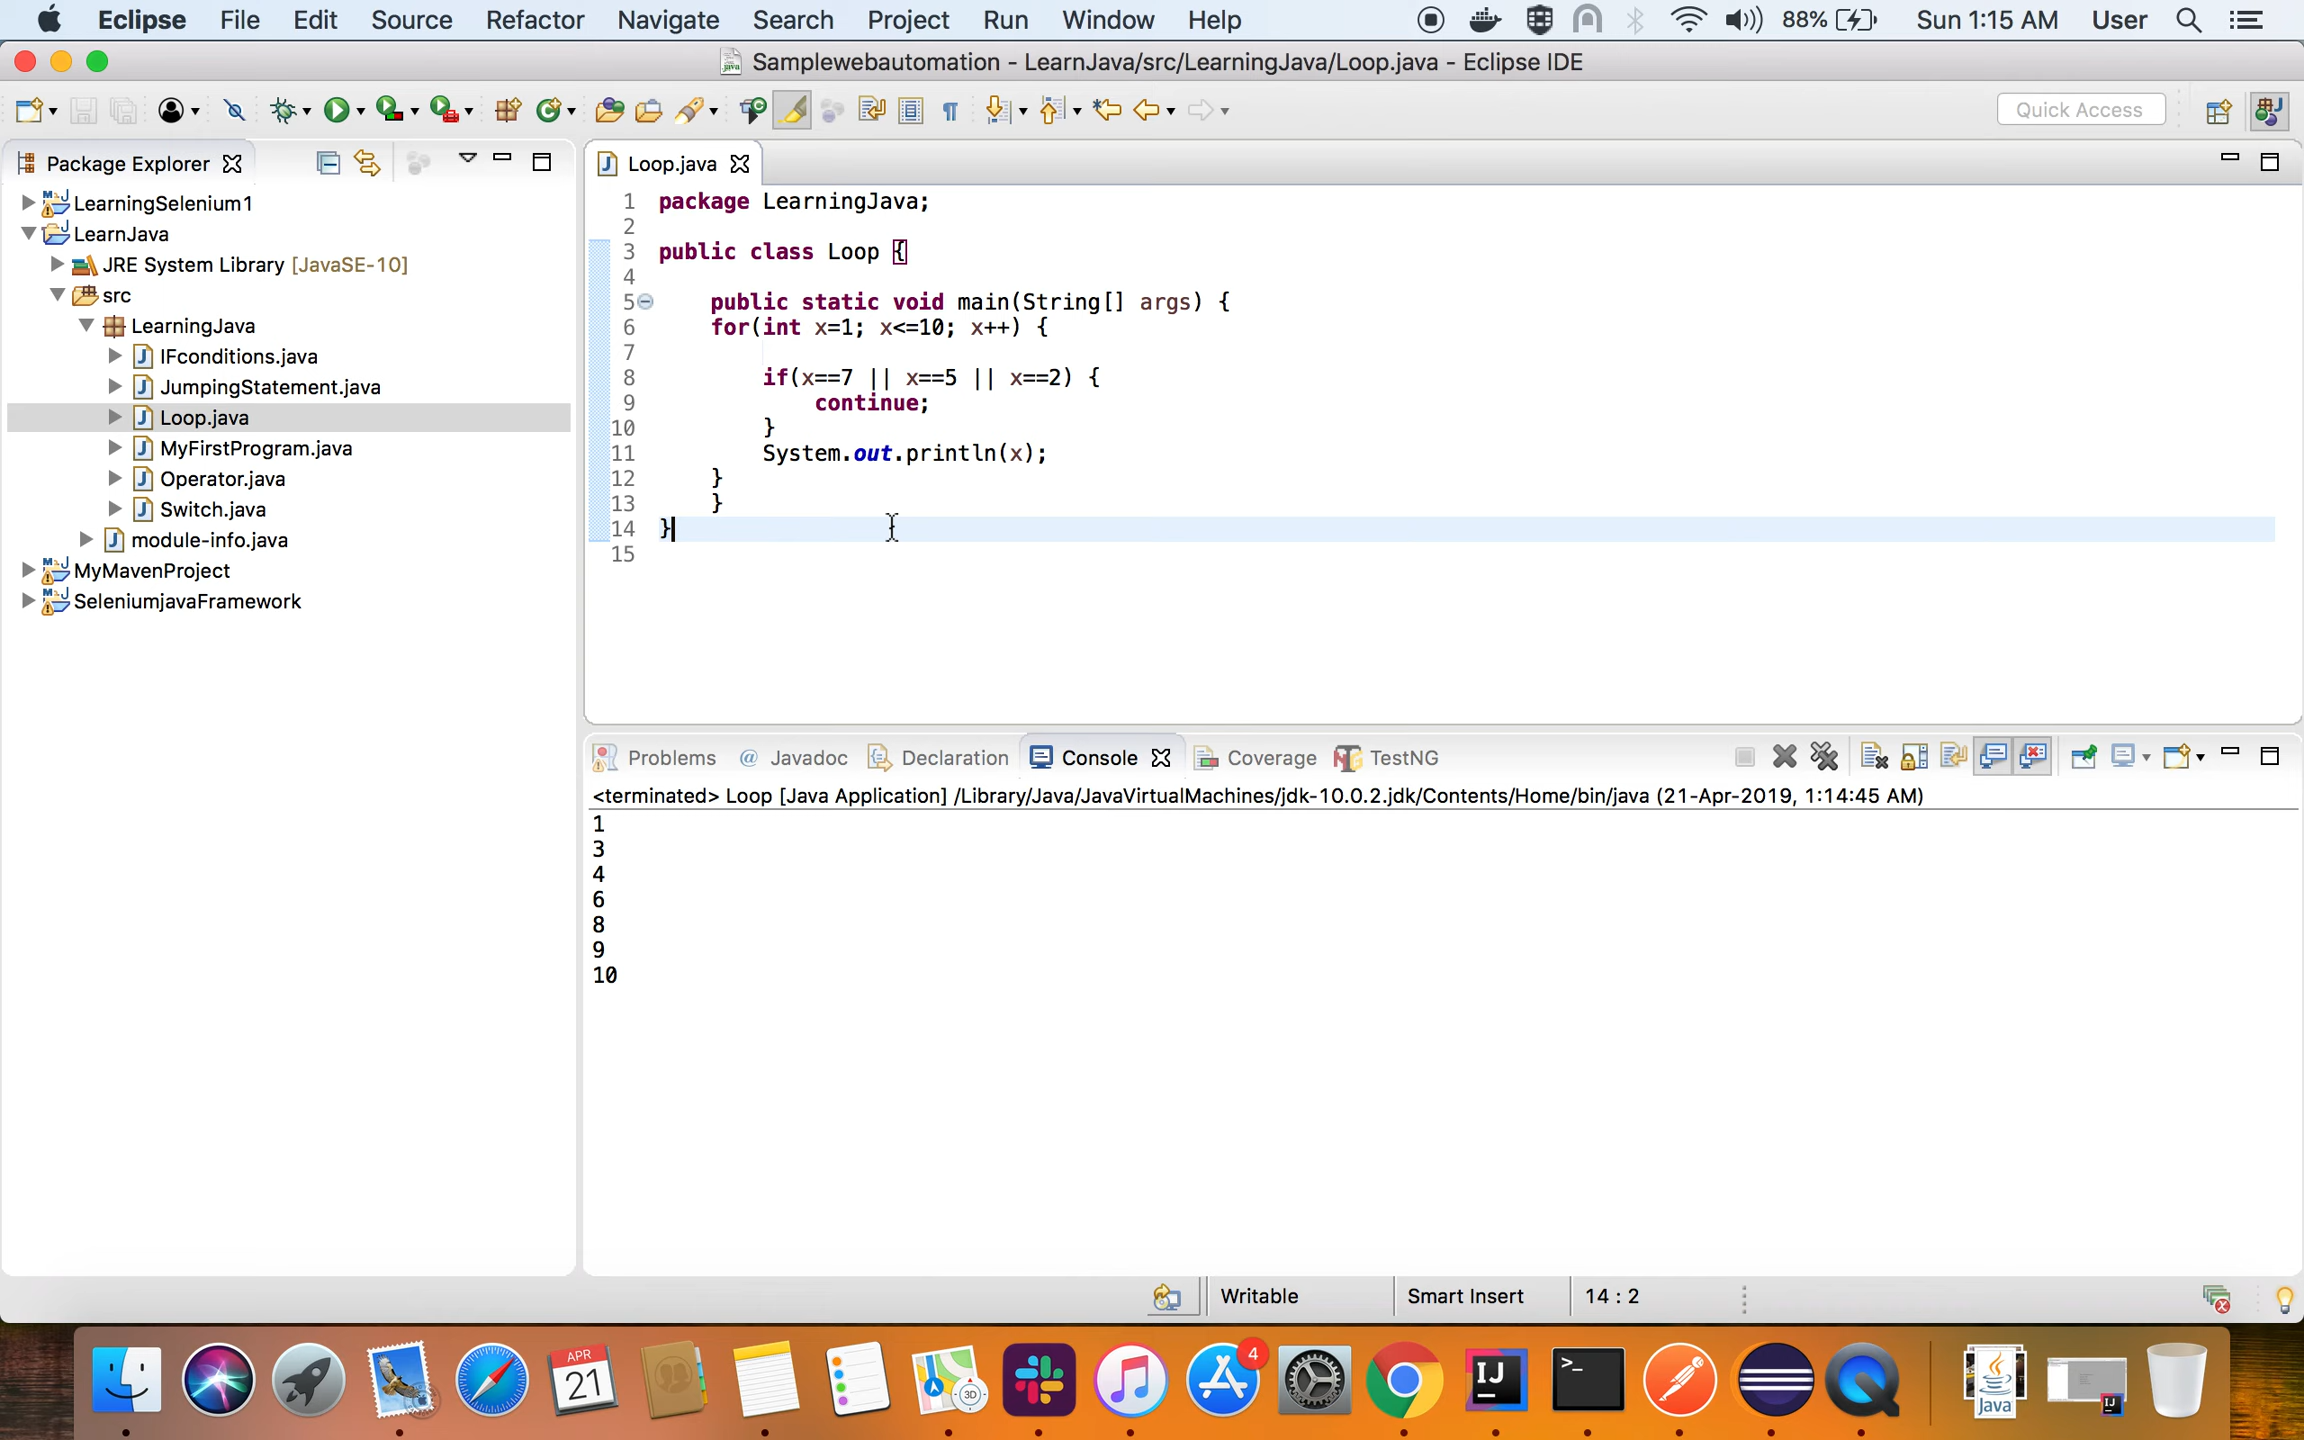 Eclipse File Edit Source Refactor Navigate Search Project Run Window Help 88% Sun 1:15 AM User
Samplewebautomation - LearnJava/src/LearningJava/Loop.java - Eclipse IDE
Quick Access
Package Explorer
LearningSelenium1
LearnJava
JRE System Library [JavaSE-10]
src
LearningJava
IFconditions.java
JumpingStatement.java
Loop.java
MyFirstProgram.java
Operator.java
Switch.java
module-info.java
MyMavenProject
SeleniumjavaFramework
Loop.java
1 package LearningJava;
2
3 public class Loop {
4
5 public static void main(String[] args) {
6 for(int x=1; x<=10; x++) {
7
8 if(x==7 || x==5 || x==2) {
9 continue;
10 }
11 System.out.println(x);
12 }
13 }
14 }
15
Problems @ Javadoc Declaration Console Coverage TestNG
<terminated> Loop [Java Application] /Library/Java/JavaVirtualMachines/jdk-10.0.2.jdk/Contents/Home/bin/java (21-Apr-2019, 1:14:45 AM)
1
3
4
6
8
9
10
Writable Smart Insert 14 : 2
APR
21
3D
4
IJ
>_
Java
IJ